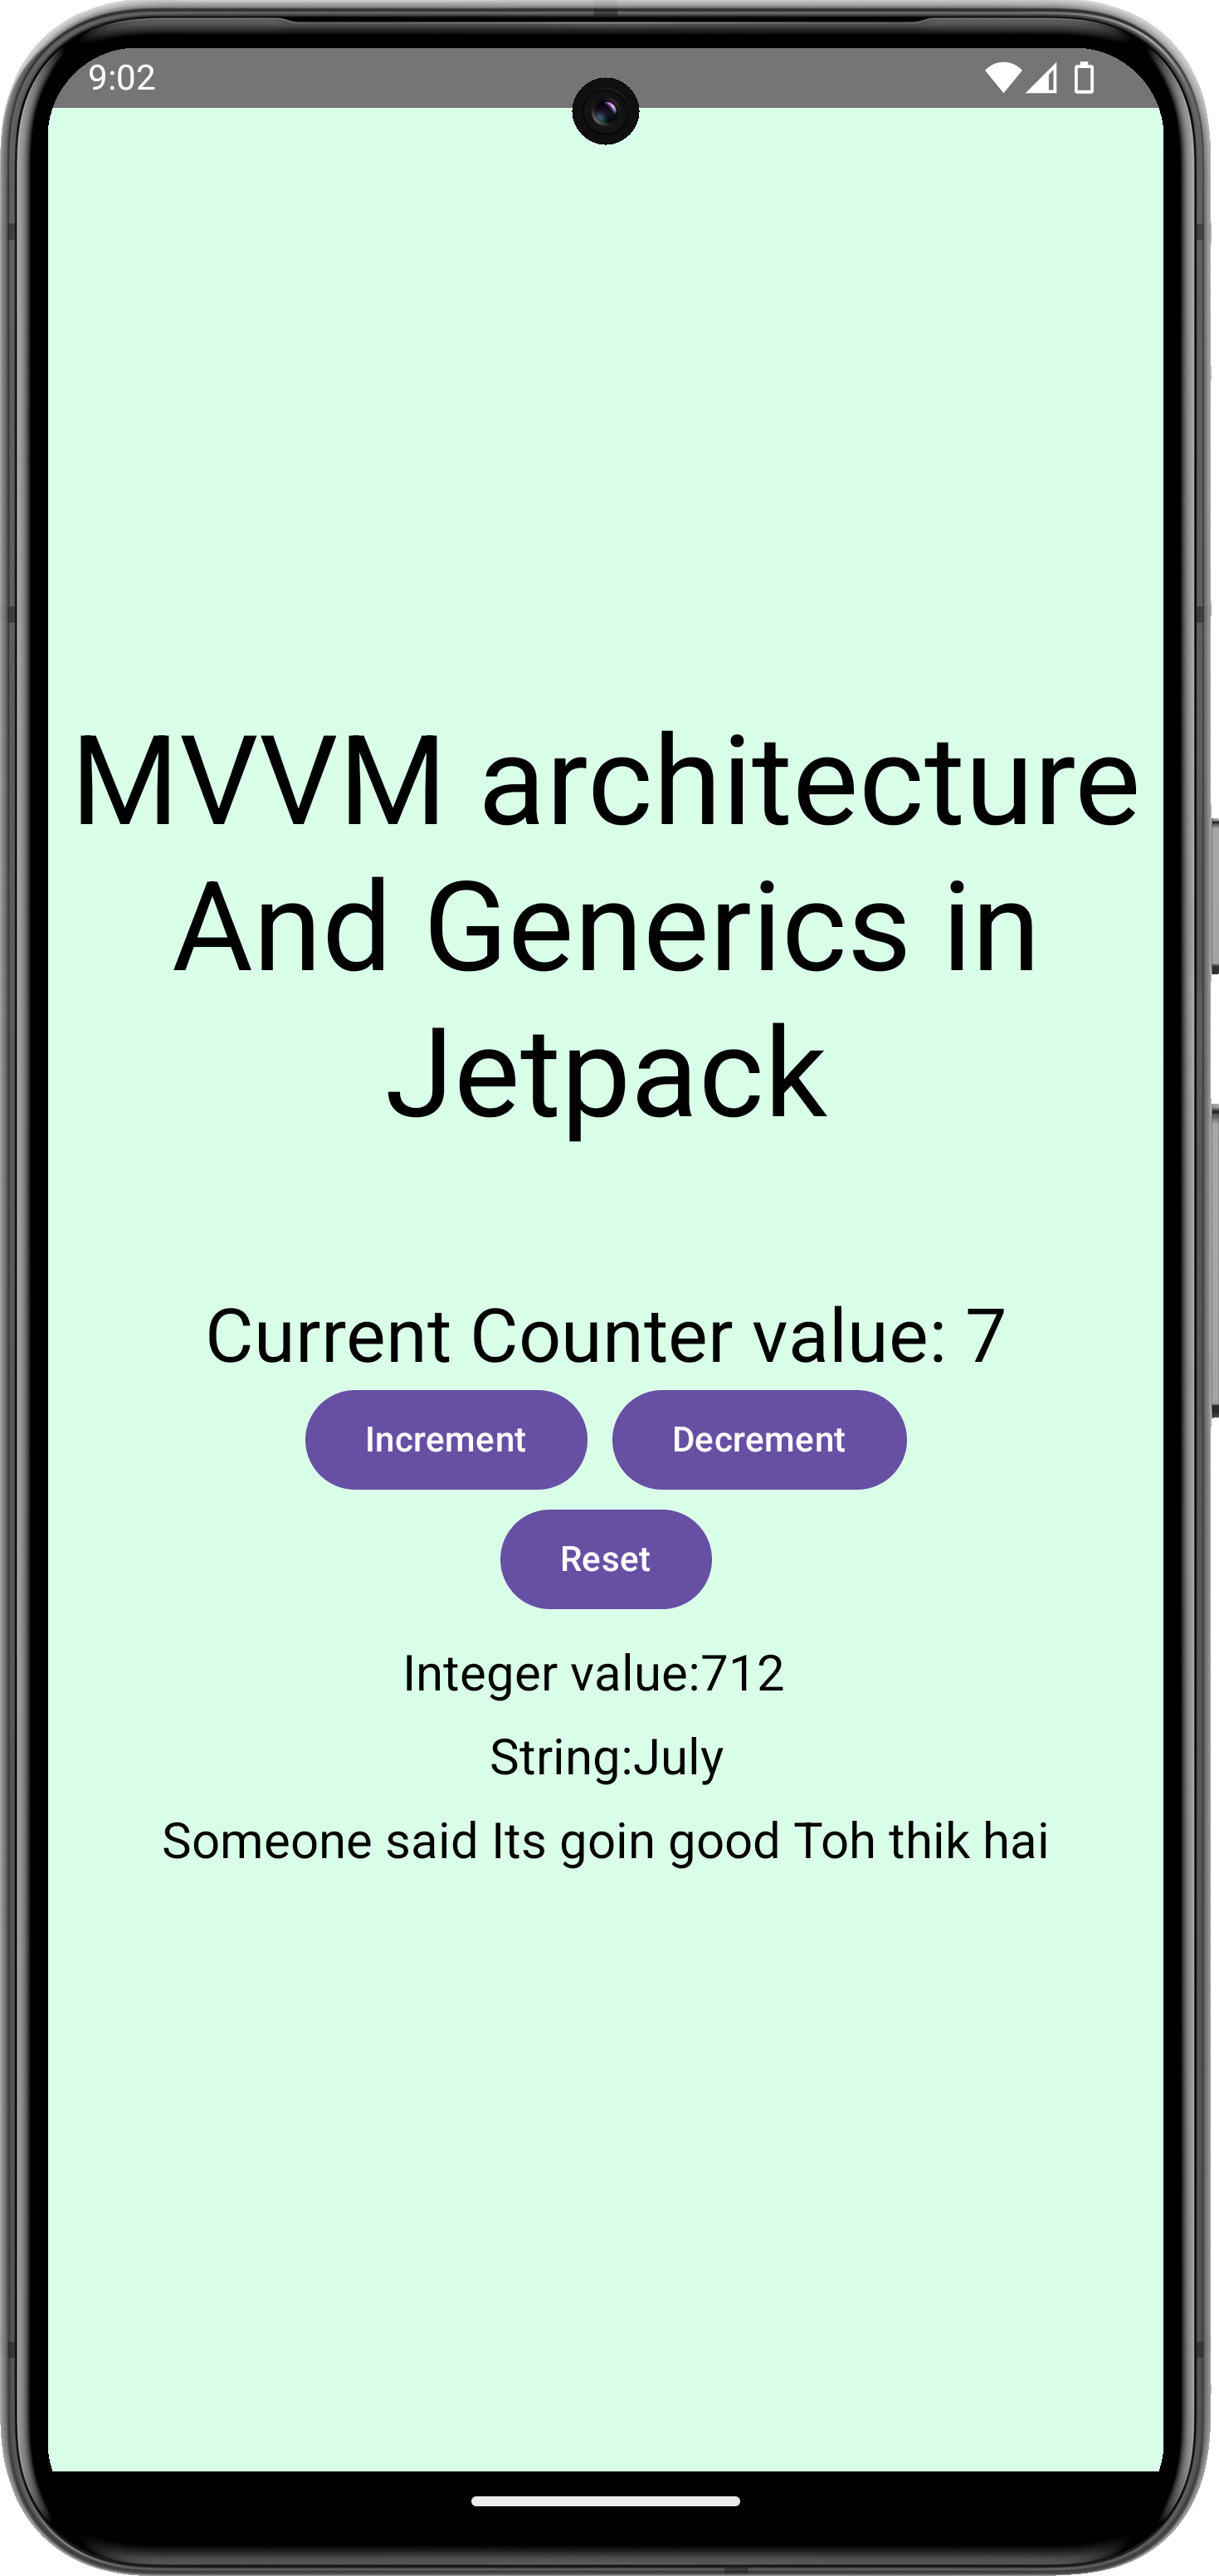 9:02
MVVM architecture
And Generics in
Jetpack
Current Counter value: 7
Increment Decrement
Reset
Integer value:712
String:July
Someone said Its goin good Toh thik hai